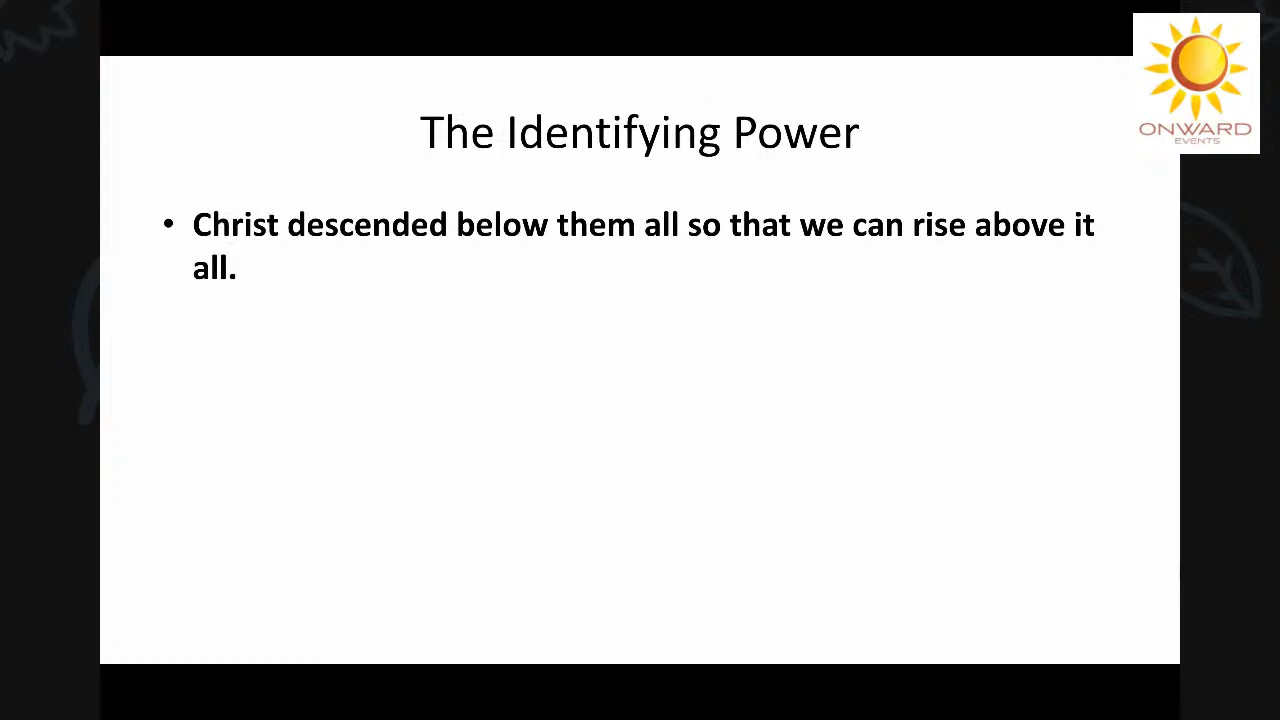 ONWARD
EVENTS
The Identifying Power
• Christ descended below them all so that we can rise above it
all.